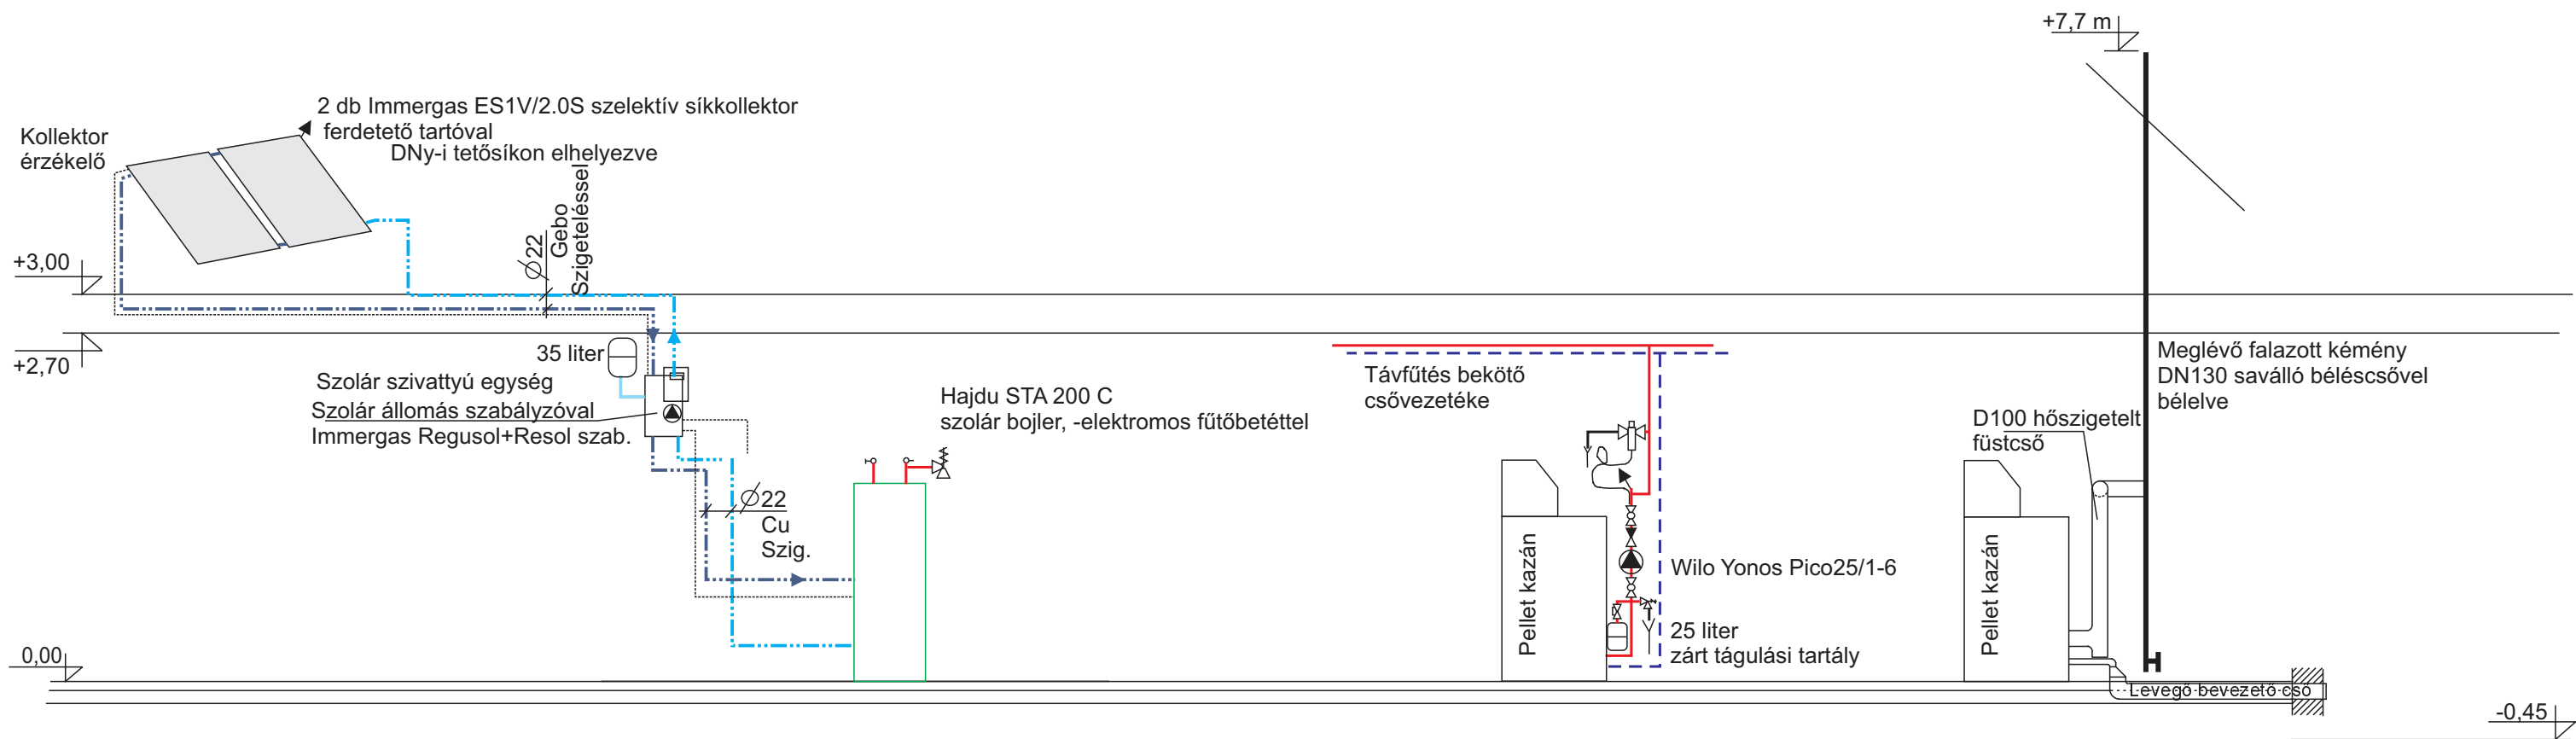 +7,7 m
2 db Immergas ES1V/2.0S szelektív síkkollektor
ferdetető tartóval
DNy-i tetősíkon elhelyezve
Kollektor
érzékelő
∅22
Gebo
Szigeteléssel
+3,00
+2,70
35 liter
Szolár szivattyú egység
Szolár állomás szabályzóval
Immergas Regusol+Resol szab.
Hajdu STA 200 C
szolár bojler, -elektromos fűtőbetéttel
∅22
Cu
Szig.
Távfűtés bekötő
csővezetéke
Pellet kazán
Wilo Yonos Pico25/1-6
25 liter
zárt tágulási tartály
Meglévő falazott kémény
DN130 saválló béléscsővel
bélelve
D100 hőszigetelt
füstcső
Pellet kazán
Levegő bevezető cső
0,00
-0,45